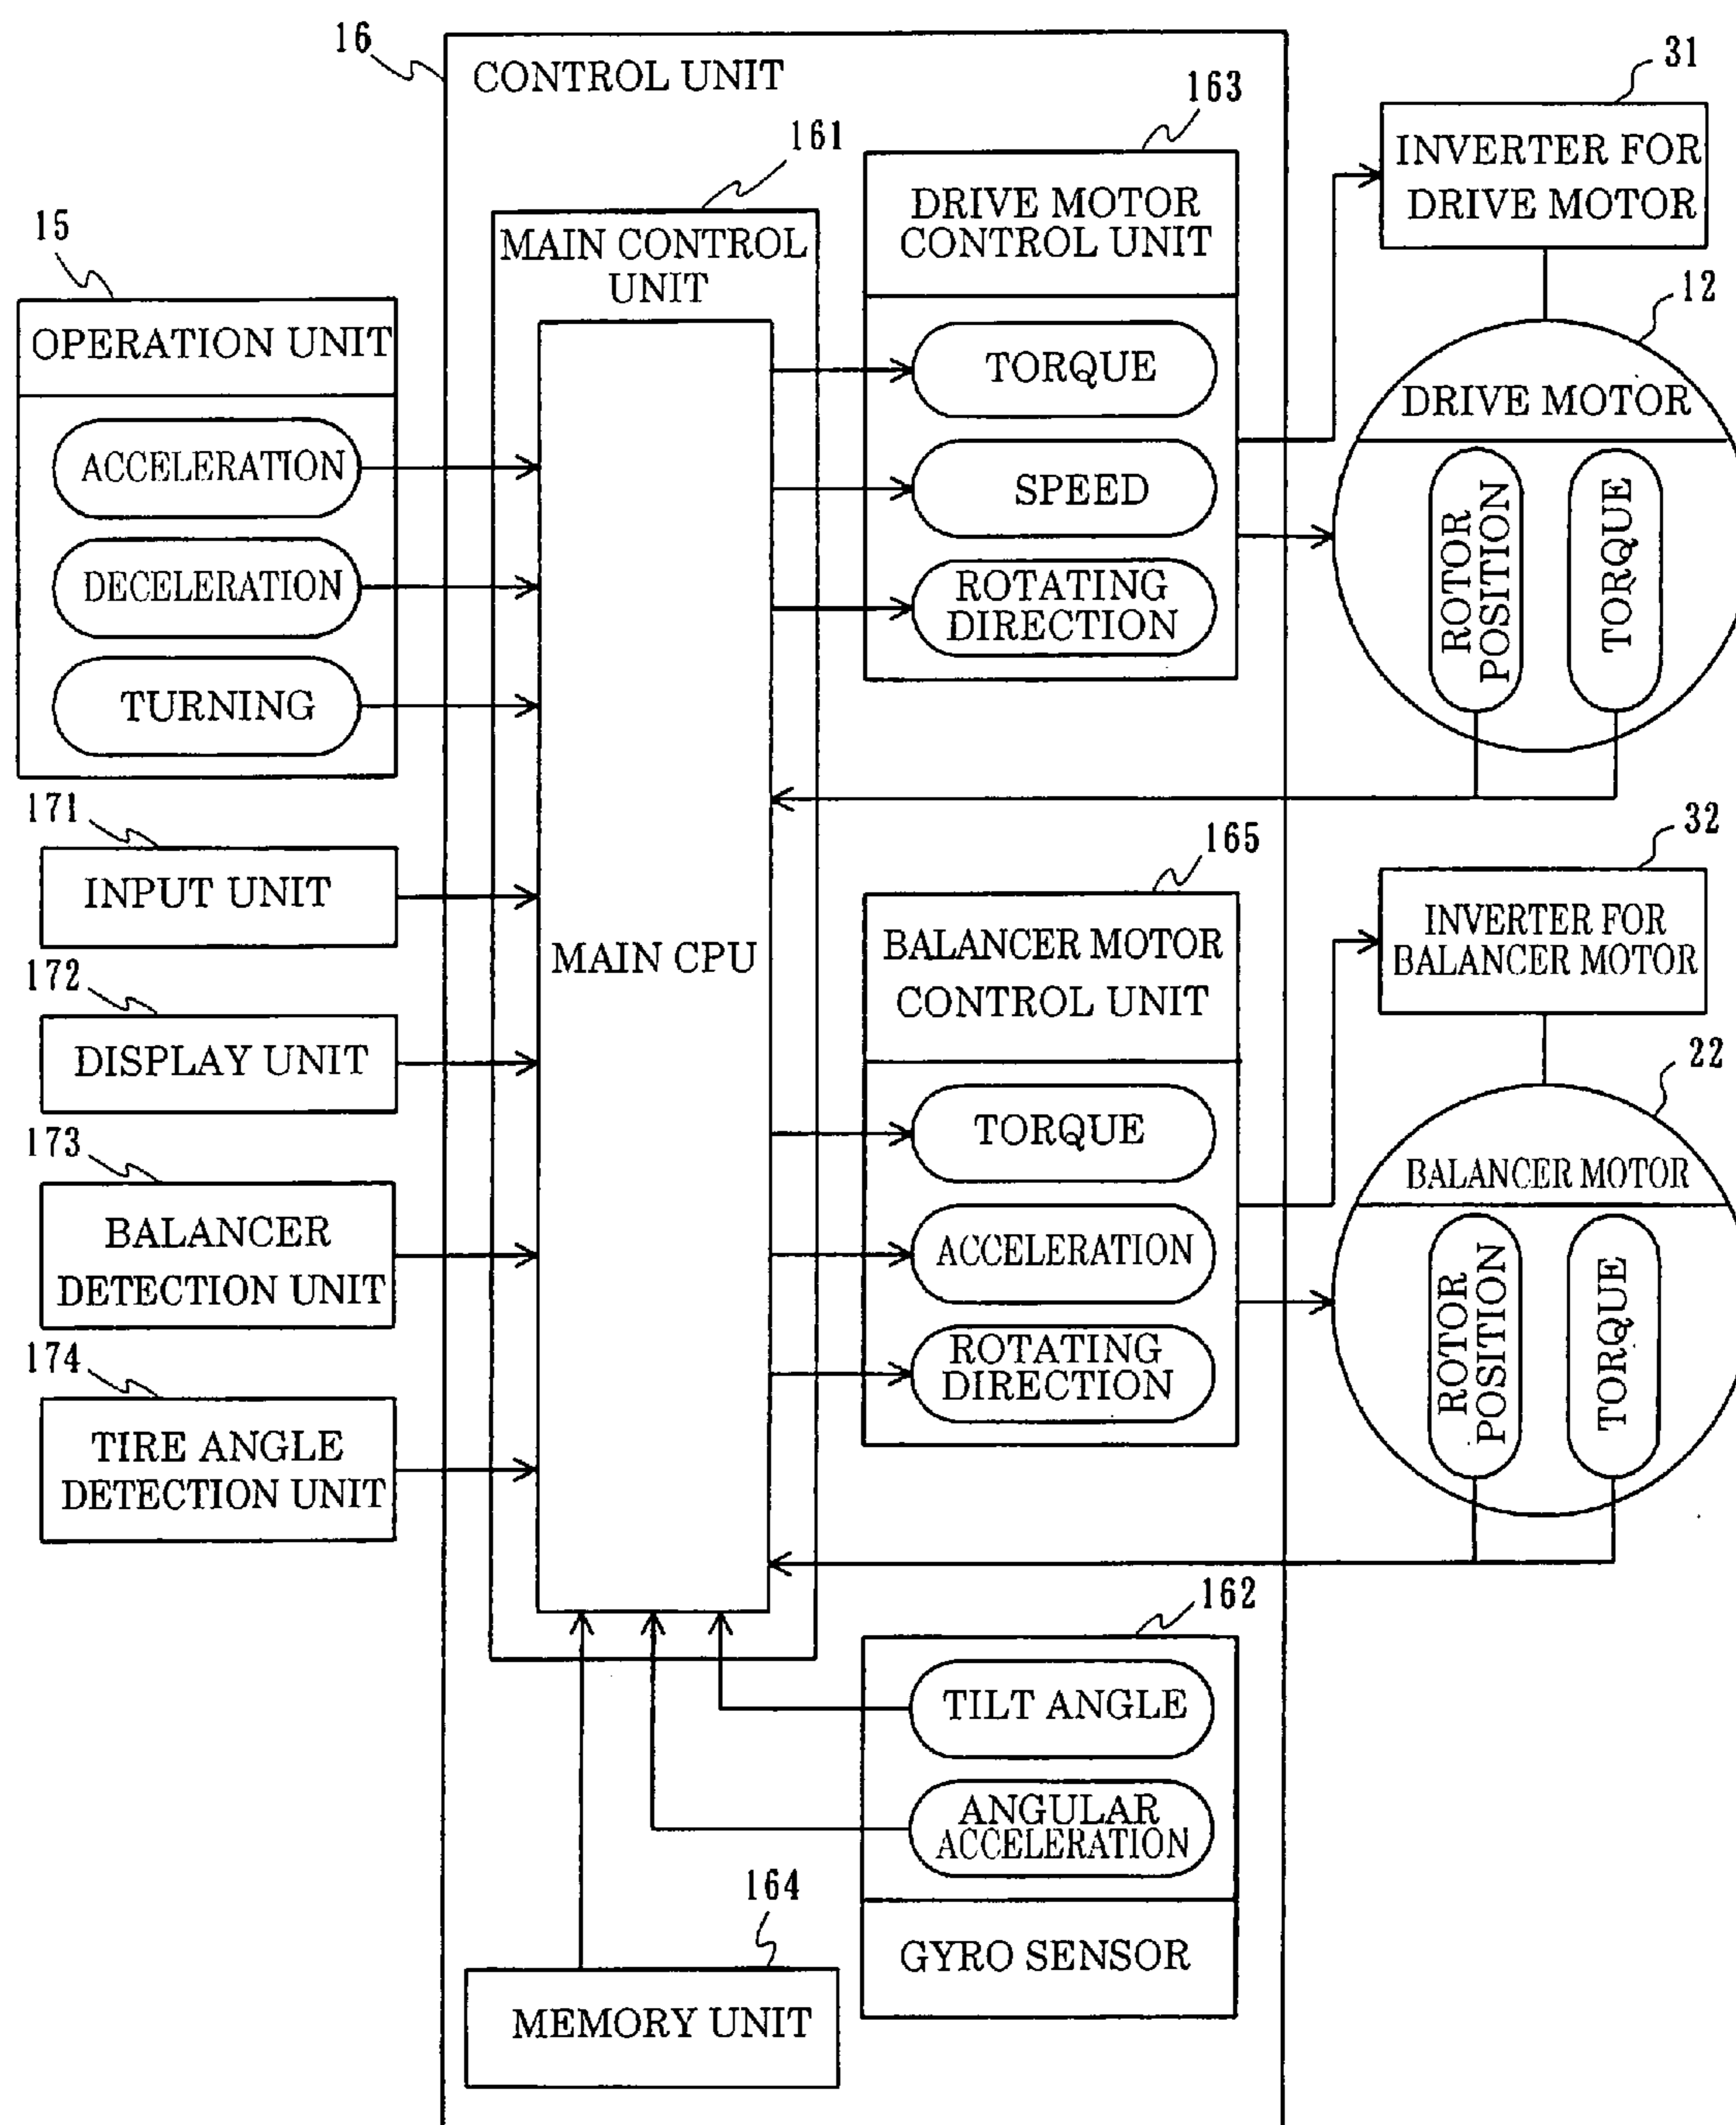 16
CONTROL UNIT
31
163
161
INVERTER FOR
DRIVE MOTOR
15
DRIVE MOTOR
CONTROL UNIT
MAIN CONTROL
UNIT
12
OPERATION UNIT
TORQUE
DRIVE MOTOR
ACCELERATION
SPEED
ROTOR
POSITION
TORQUE
DECELERATION
ROTATING
DIRECTION
TURNING
171
32
165
INPUT UNIT
INVERTER FOR
BALANCER MOTOR
MAIN CPU
BALANCER MOTOR
CONTROL UNIT
172
DISPLAY UNIT
22
TORQUE
173
BALANCER MOTOR
BALANCER
DETECTION UNIT
ACCELERATION
ROTOR
POSITION
TORQUE
174
ROTATING
DIRECTION
TIRE ANGLE
DETECTION UNIT
162
TILT ANGLE
ANGULAR
ACCELERATION
164
GYRO SENSOR
MEMORY UNIT